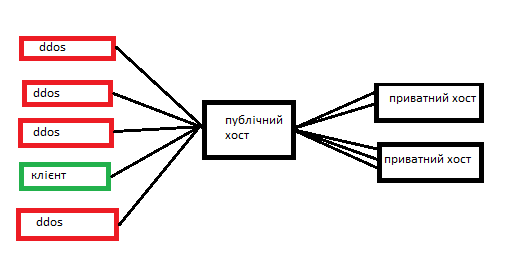 ddos
ddos
ddos
клієнт
ddos
публічний
хост
приватний хост
приватний хост